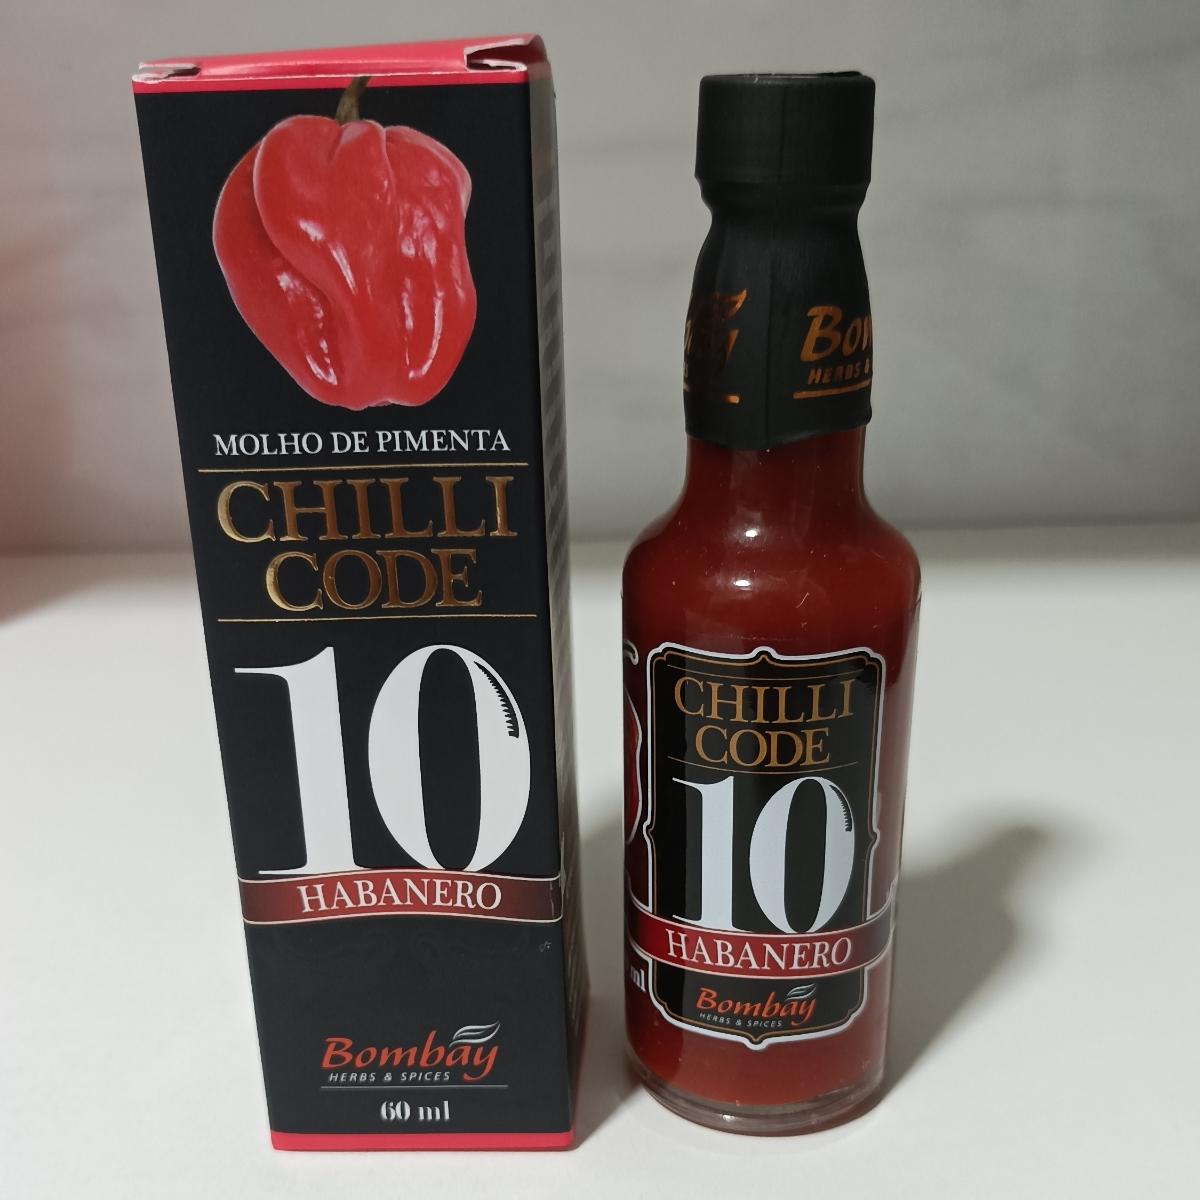 MOLHO DE PIMENTA
CHILLI
CODE
10
HABANERO
Bombay
HERBS & SPICES
60 ml
HERBS &
CHILLI
CODE
10
HABANERO
ml
Bombay
HERBS & SPICES